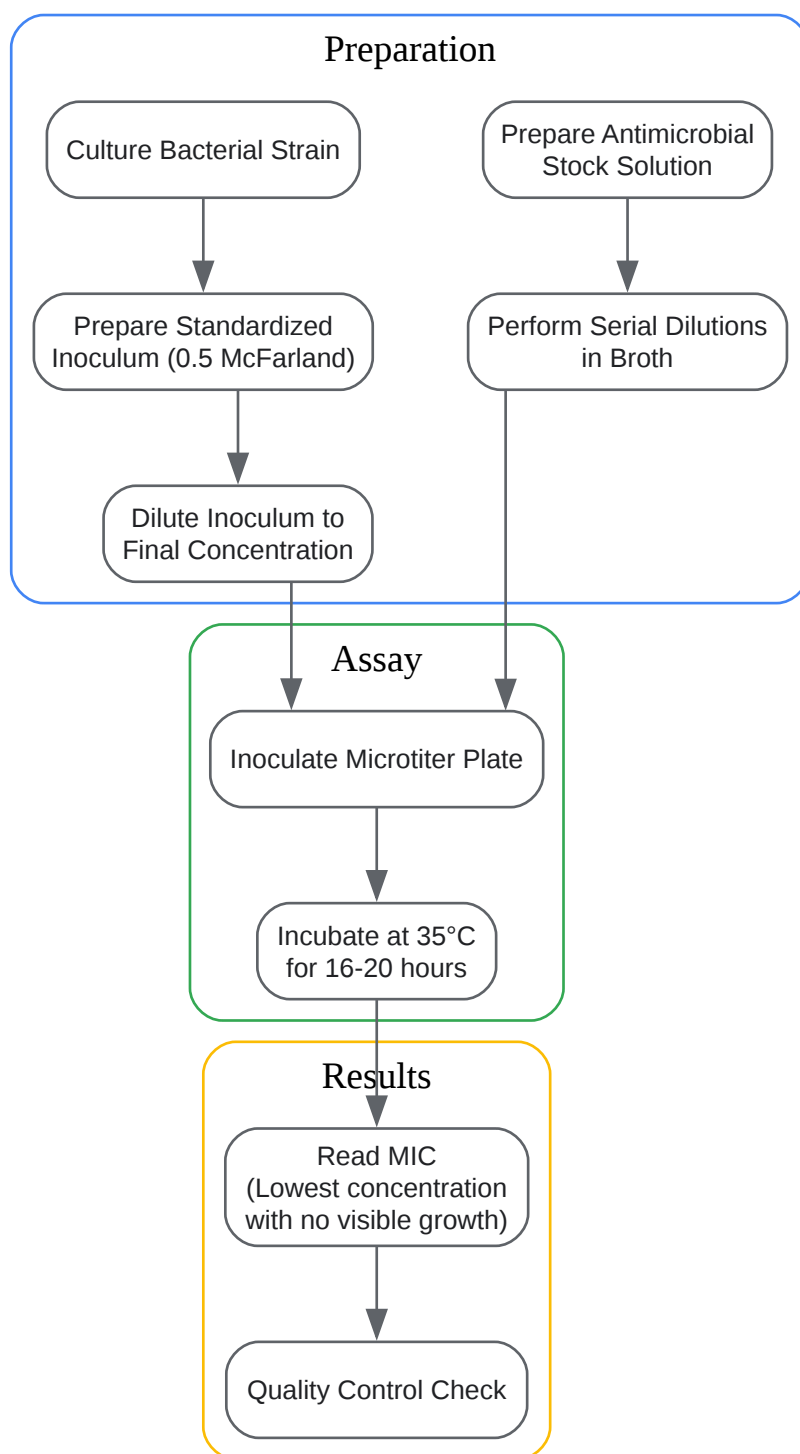 Preparation
Culture Bacterial Strain
Prepare Antimicrobial
Stock Solution
Prepare Standardized
Inoculum (0.5 McFarland)
Perform Serial Dilutions
in Broth
Dilute Inoculum to
Final Concentration
Assay
Inoculate Microtiter Plate
Incubate at 35°C
for 16-20 hours
Results
Read MIC
(Lowest concentration
with no visible growth)
Quality Control Check